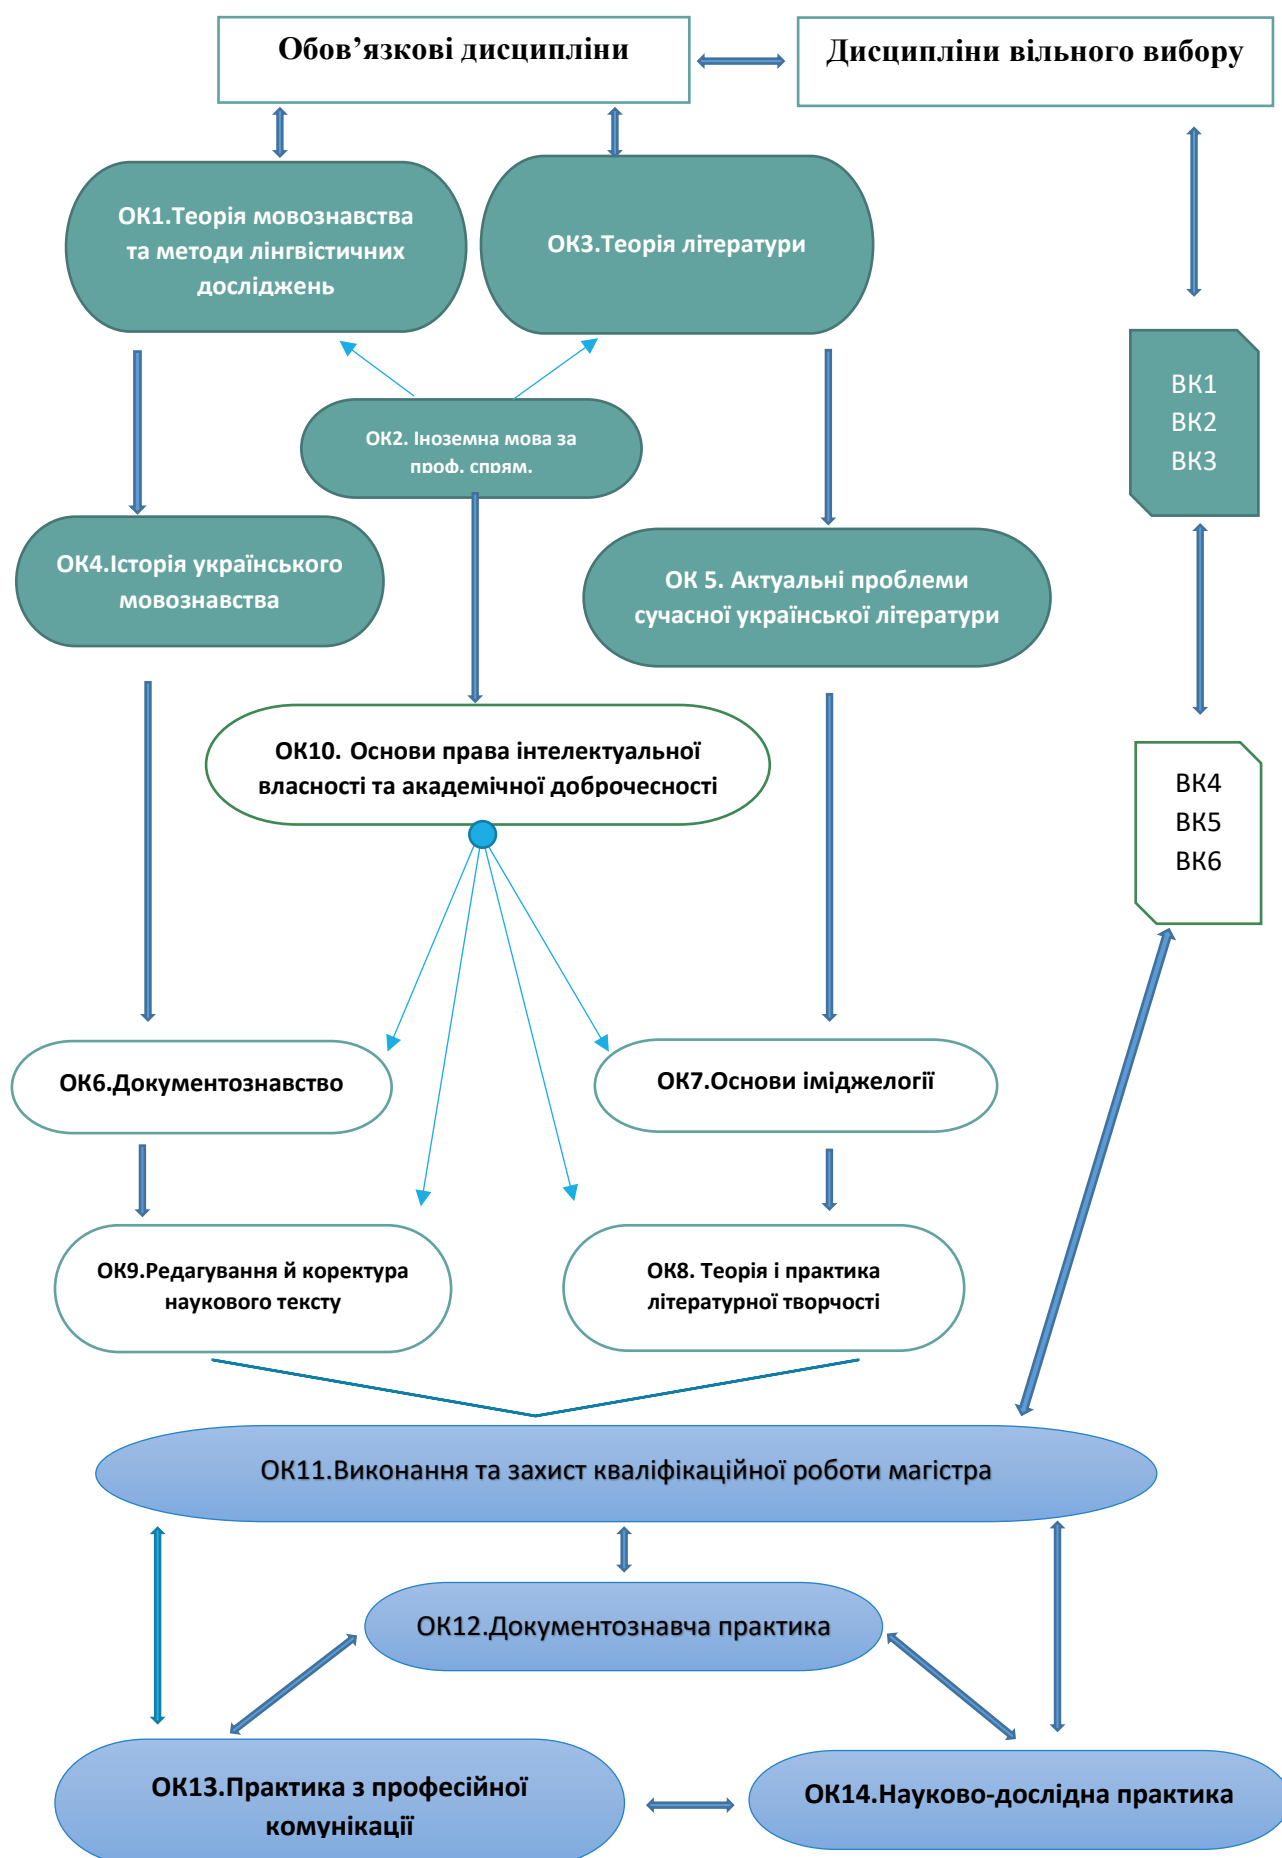 Обов’язкові дисципліни
Дисципліни вільного вибору
ОК1.Теорія мовознавства
та методи лінгвістичних
досліджень
ОК3.Теорія літератури
ВК1
ВК2
ВК3
ОК2. Іноземна мова за
проф. спрям.
ОК4.Історія українського
мовознавства
ОК 5. Актуальні проблеми
сучасної української літератури
ОК10. Основи права інтелектуальної
власності та академічної доброчесності
ВК4
ВК5
ВК6
ОК6.Документознавство
ОК7.Основи іміджелогії
ОК9.Редагування й коректура
наукового тексту
ОК8. Теорія і практика
літературної творчості
ОК11.Виконання та захист кваліфікаційної роботи магістра
ОК12.Документознавча практика
ОК13.Практика з професійної
комунікації
ОК14.Науково-дослідна практика